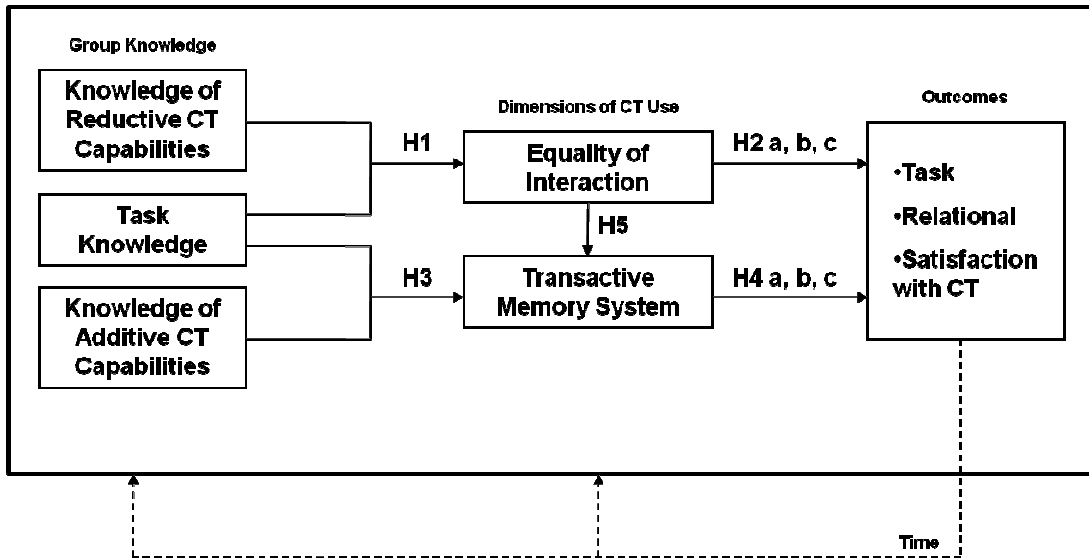 Group Knowledge
Knowledge of
Reductive CT
Capabilities
Task
Knowledge
Knowledge of
Additive CT
Capabilities
H1
H3
Dimensions of CT Use
Equality of
Interaction
H5
Transactive
Memory System
H2 a, b, c
H4 a, b, c
Outcomes
•Task
•Relational
•Satisfaction
with CT
Time